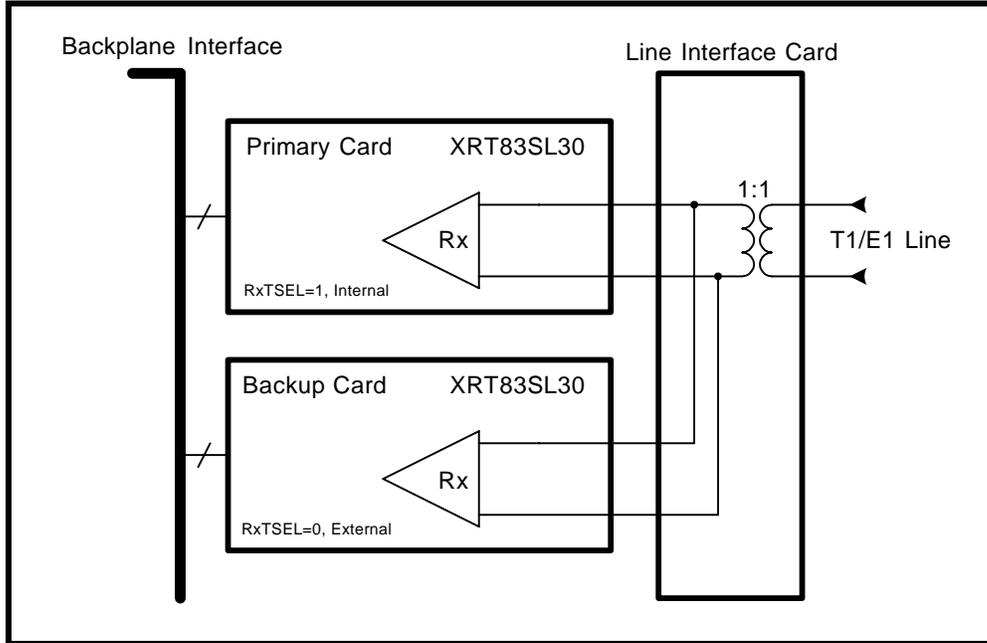 Backplane Interface
Line Interface Card
Primary Card XRT83SL30
Rx
RxTSEL=1, Internal
1:1
T1/E1 Line
Backup Card XRT83SL30
Rx
RxTSEL=0, External